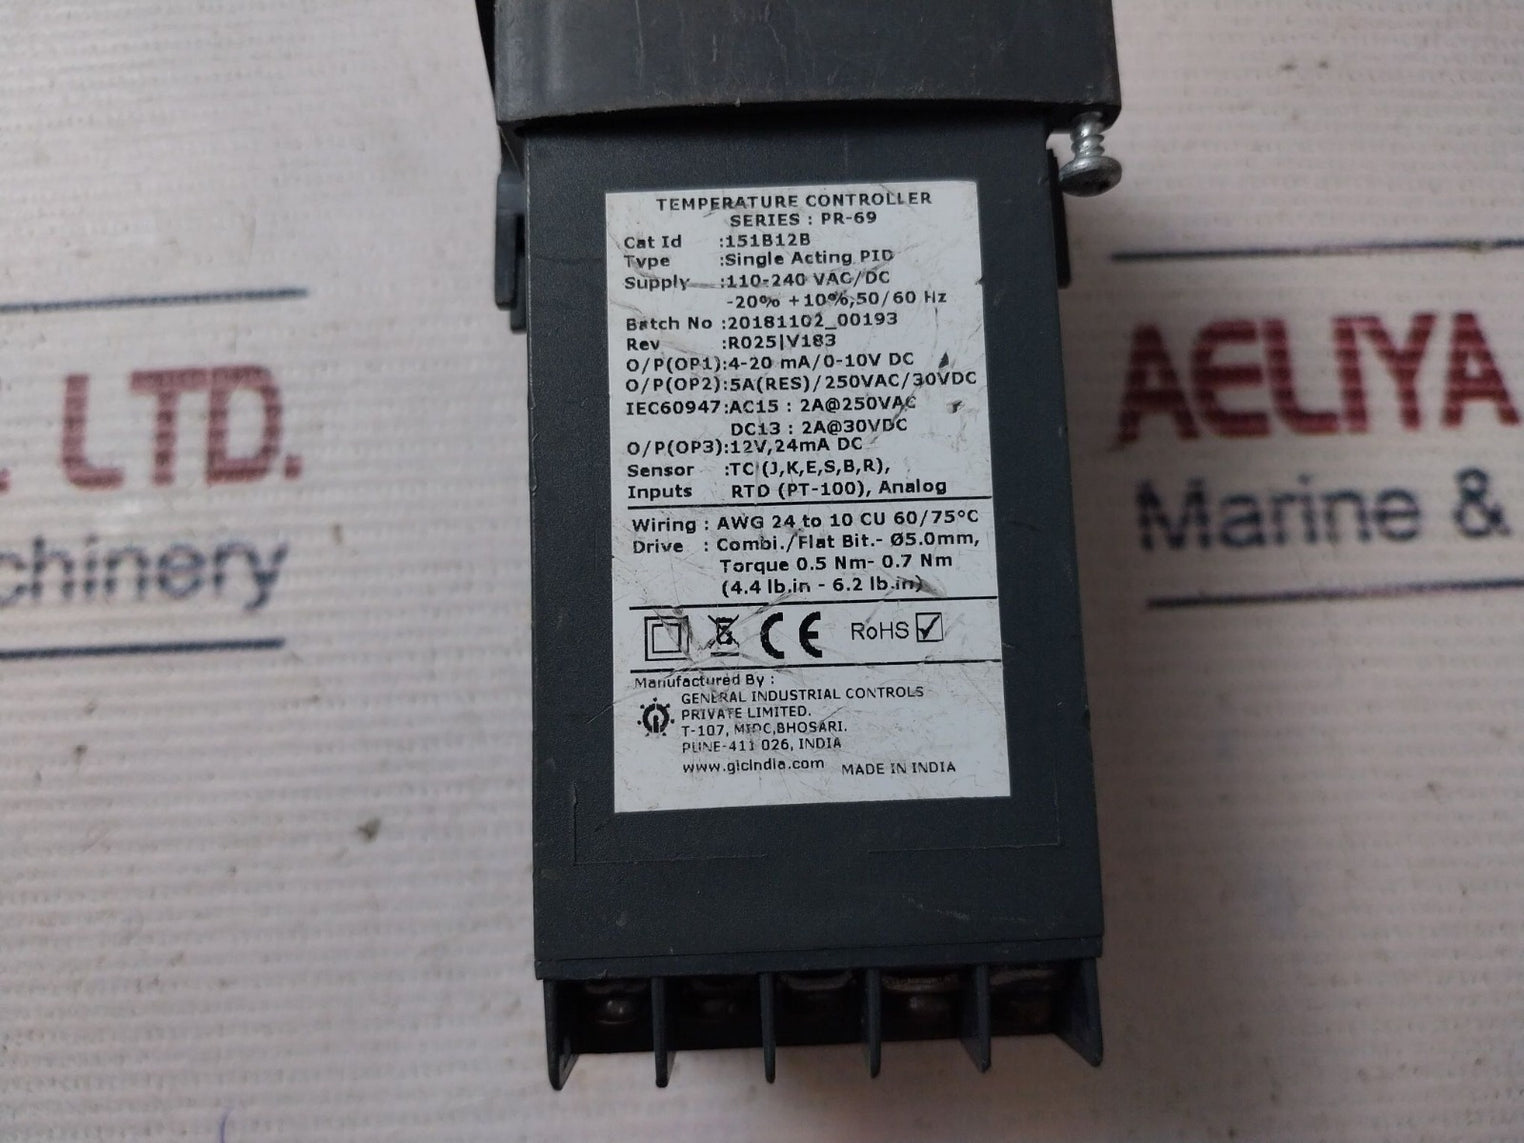 TEMPERATURE CONTROLLER
SERIES : PR-69
Cat Id :151B12B
Type :Single Acting PID
Supply :110-240 VAC/DC
-20% +10%,50/60 Hz
Batch No :20181102_00193
Rev :R025|V183
O/P(OP1):4-20 mA/0-10V DC
O/P(OP2):5A(RES)/250VAC/30VDC
IEC60947:AC15 : 2A@250VAC
DC13 : 2A@30VDC
O/P(OP3):12V,24mA DC
Sensor :TC (J,K,E,S,B,R),
Inputs RTD (PT-100), Analog
Wiring : AWG 24 to 10 CU 60/75°C
Drive : Combi./Flat Bit.- Ø5.0mm,
Torque 0.5 Nm- 0.7 Nm
(4.4 lb.in - 6.2 lb.in)
CE RoHS
Manufactured By :
GENERAL INDUSTRIAL CONTROLS
PRIVATE LIMITED.
T-107, MIDC,BHOSARI.
PUNE-411 026, INDIA
www.gicindia.com MADE IN INDIA
LTD.
chinery
AELIYA
Marine &